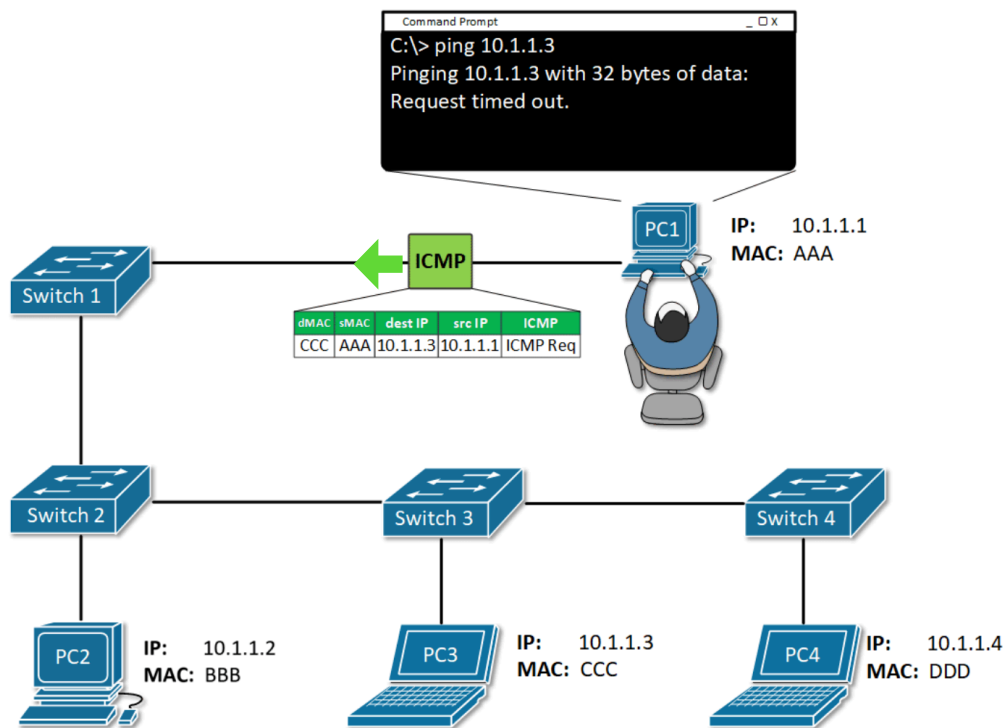 Command Prompt
C:\> ping 10.1.1.3
Pinging 10.1.1.3 with 32 bytes of data:
Request timed out.
PC1
IP: 10.1.1.1
MAC: AAA
ICMP
Switch 1
dMAC sMAC dest IP src IP ICMP
CCC AAA 10.1.1.3 10.1.1.1 ICMP Req
Switch 2
Switch 3
Switch 4
PC2
IP: 10.1.1.2
MAC: BBB
PC3
IP: 10.1.1.3
MAC: CCC
PC4
IP: 10.1.1.4
MAC: DDD